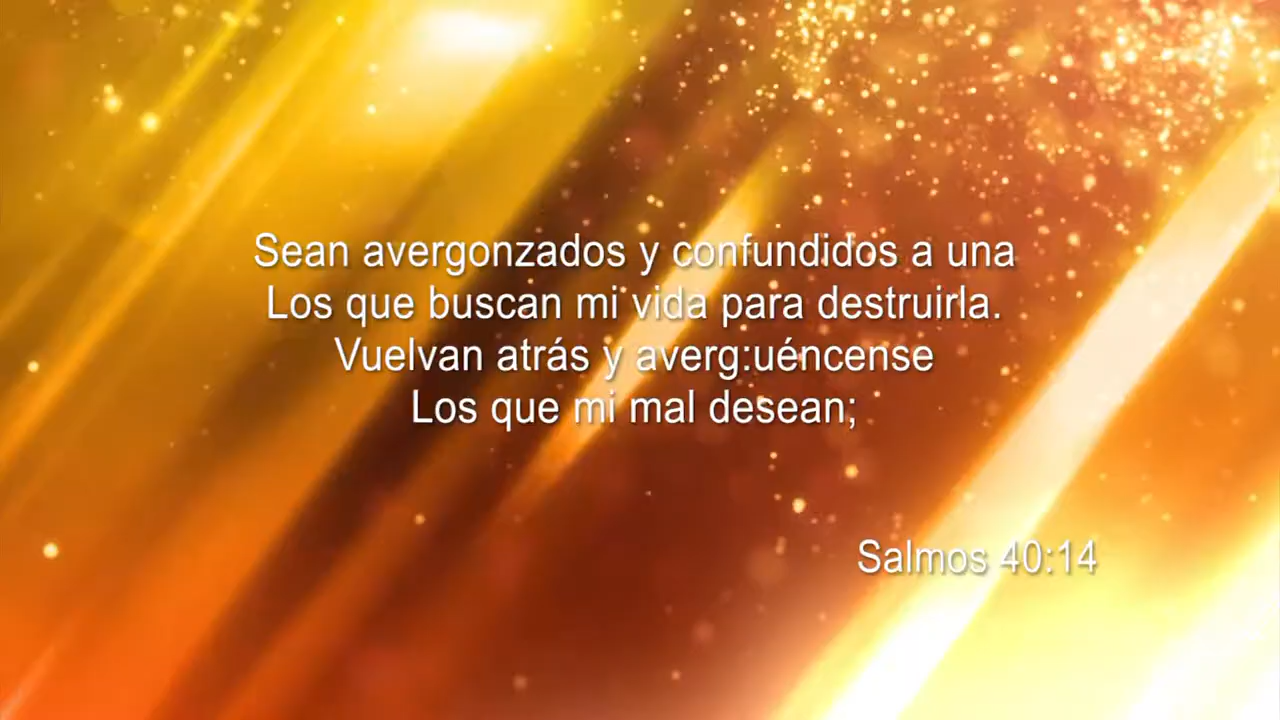 Sean avergonzados y confundidos a una
Los que buscan mi vida para destruirla.
Vuelvan atrás y averg:uéncense
Los que mi mal desean;
Salmos 40:14